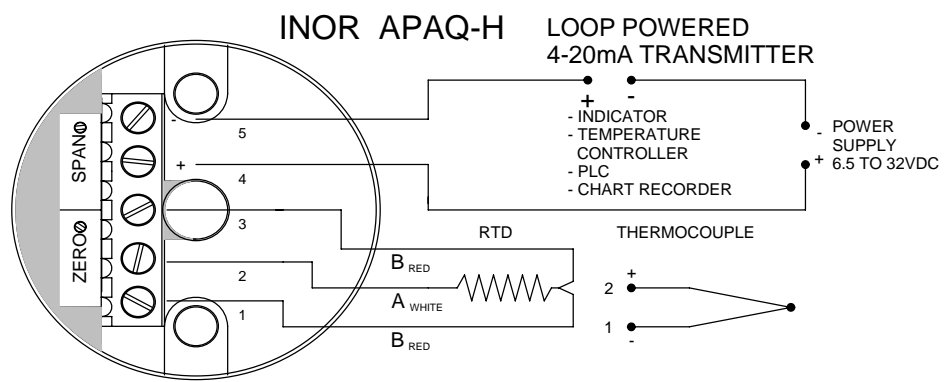 INOR APAQ-H
LOOP POWERED
4-20mA TRANSMITTER
+ -
- INDICATOR
- TEMPERATURE
CONTROLLER
- PLC
- CHART RECORDER
- POWER
SUPPLY
+ 6.5 TO 32VDC
SPAN
ZERO
- 5
+ 4
3
2
1
RTD
THERMOCOUPLE
B RED
A WHITE
B RED
+
2
1
-